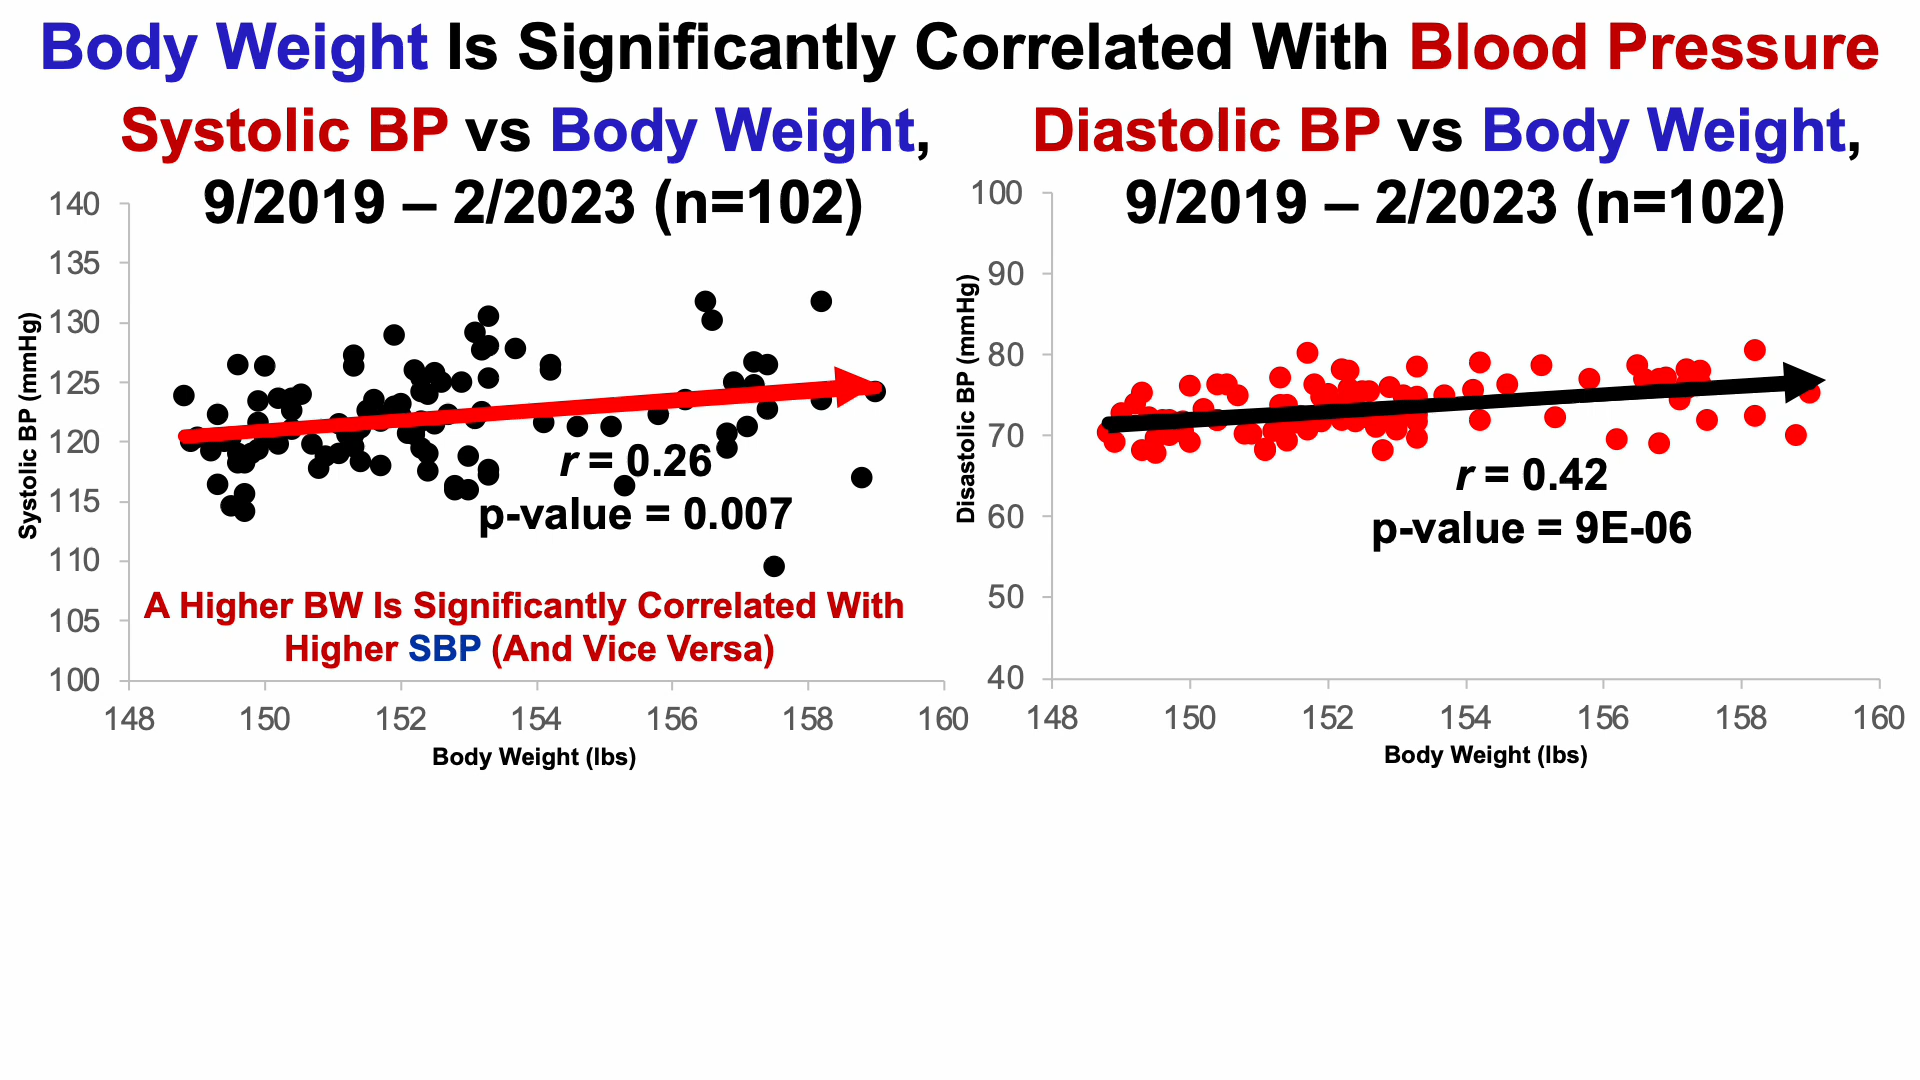 Body Weight Is Significantly Correlated With Blood Pressure
Systolic BP vs Body Weight,
9/2019 – 2/2023 (n=102)
140
135
130
125
120
115
110
105
100
Systolic BP (mmHg)
r = 0.26
p-value = 0.007
A Higher BW Is Significantly Correlated With
Higher SBP (And Vice Versa)
148 150 152 154 156 158 160
Body Weight (lbs)
Diastolic BP vs Body Weight,
9/2019 – 2/2023 (n=102)
100
90
80
70
60
50
40
Disastolic BP (mmHg)
r = 0.42
p-value = 9E-06
148 150 152 154 156 158 160
Body Weight (lbs)